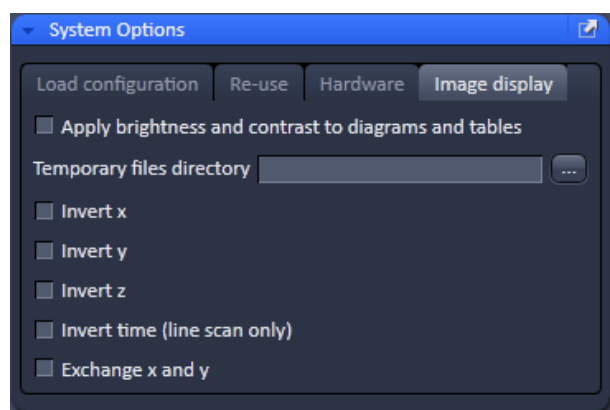 System Options
Load configuration Re-use Hardware Image display
Apply brightness and contrast to diagrams and tables
Temporary files directory ...
Invert x
Invert y
Invert z
Invert time (line scan only)
Exchange x and y